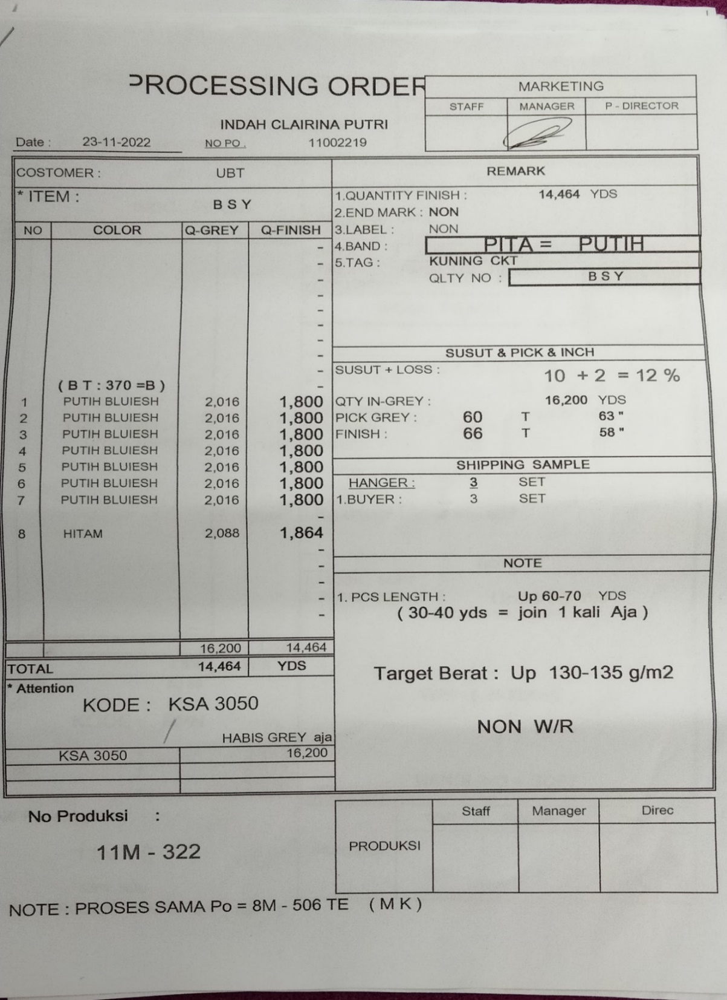 PROCESSING ORDER
MARKETING
STAFF MANAGER P - DIRECTOR
INDAH CLAIRINA PUTRI
Date : 23-11-2022 NO PO . 11002219
COSTOMER : UBT
* ITEM : B S Y
NO COLOR Q-GREY Q-FINISH
-
-
-
-
-
-
-
-
-
( B T : 370 =B ) -
1 PUTIH BLUIESH 2,016 1,800
2 PUTIH BLUIESH 2,016 1,800
3 PUTIH BLUIESH 2,016 1,800
4 PUTIH BLUIESH 2,016 1,800
5 PUTIH BLUIESH 2,016 1,800
6 PUTIH BLUIESH 2,016 1,800
7 PUTIH BLUIESH 2,016 1,800
-
8 HITAM 2,088 1,864
-
-
-
-
-
16,200 14,464
TOTAL 14,464 YDS
* Attention
KODE : KSA 3050
/
HABIS GREY aja
KSA 3050 16,200
REMARK
1.QUANTITY FINISH : 14,464 YDS
2.END MARK : NON
3.LABEL : NON
4.BAND : PITA = PUTIH
5.TAG : KUNING CKT
QLTY NO : B S Y
SUSUT & PICK & INCH
SUSUT + LOSS : 10 + 2 = 12 %
QTY IN-GREY : 16,200 YDS
PICK GREY : 60 T 63 "
FINISH : 66 T 58 "
SHIPPING SAMPLE
HANGER : 3 SET
1.BUYER : 3 SET
NOTE
1. PCS LENGTH : Up 60-70 YDS
( 30-40 yds = join 1 kali Aja )
Target Berat : Up 130-135 g/m2
NON W/R
No Produksi :
11M - 322
PRODUKSI Staff Manager Direc
NOTE : PROSES SAMA Po = 8M - 506 TE ( M K )